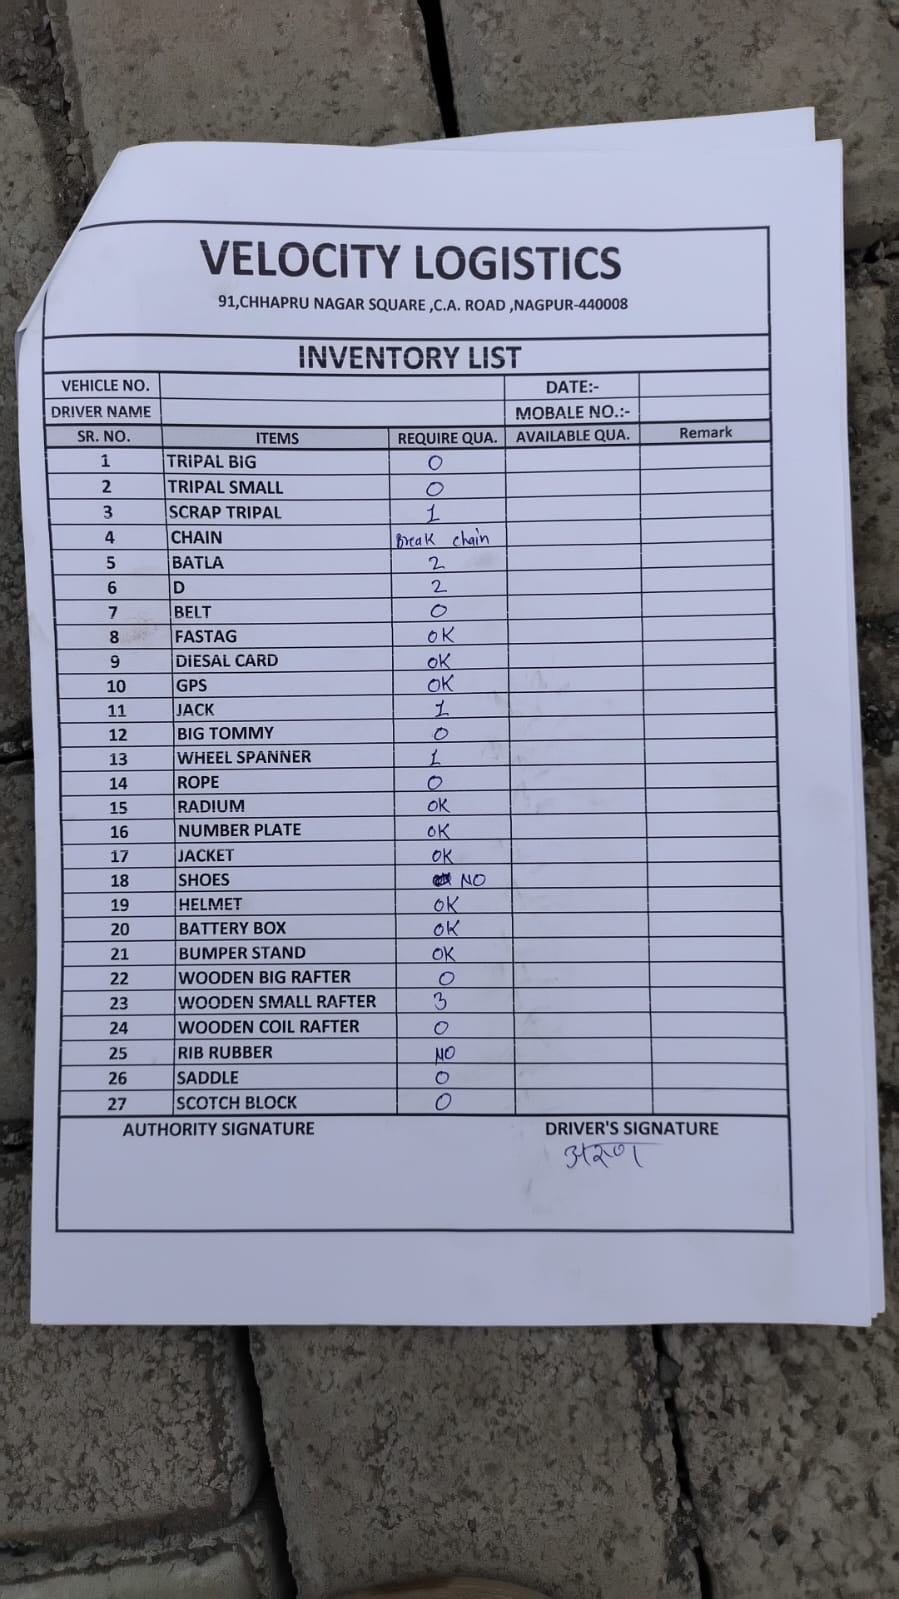 VELOCITY LOGISTICS
91,CHHAPRU NAGAR SQUARE ,C.A. ROAD ,NAGPUR-440008
INVENTORY LIST
VEHICLE NO. DATE:-
DRIVER NAME MOBALE NO.:-
SR. NO. ITEMS REQUIRE QUA. AVAILABLE QUA. Remark
1 TRIPAL BIG 0
2 TRIPAL SMALL 0
3 SCRAP TRIPAL 1
4 CHAIN Break chain
5 BATLA 2
6 D 2
7 BELT 0
8 FASTAG OK
9 DIESAL CARD OK
10 GPS OK
11 JACK 1
12 BIG TOMMY 0
13 WHEEL SPANNER 1
14 ROPE 0
15 RADIUM OK
16 NUMBER PLATE OK
17 JACKET OK
18 SHOES NO
19 HELMET OK
20 BATTERY BOX OK
21 BUMPER STAND OK
22 WOODEN BIG RAFTER 0
23 WOODEN SMALL RAFTER 3
24 WOODEN COIL RAFTER 0
25 RIB RUBBER NO
26 SADDLE 0
27 SCOTCH BLOCK 0
AUTHORITY SIGNATURE DRIVER'S SIGNATURE